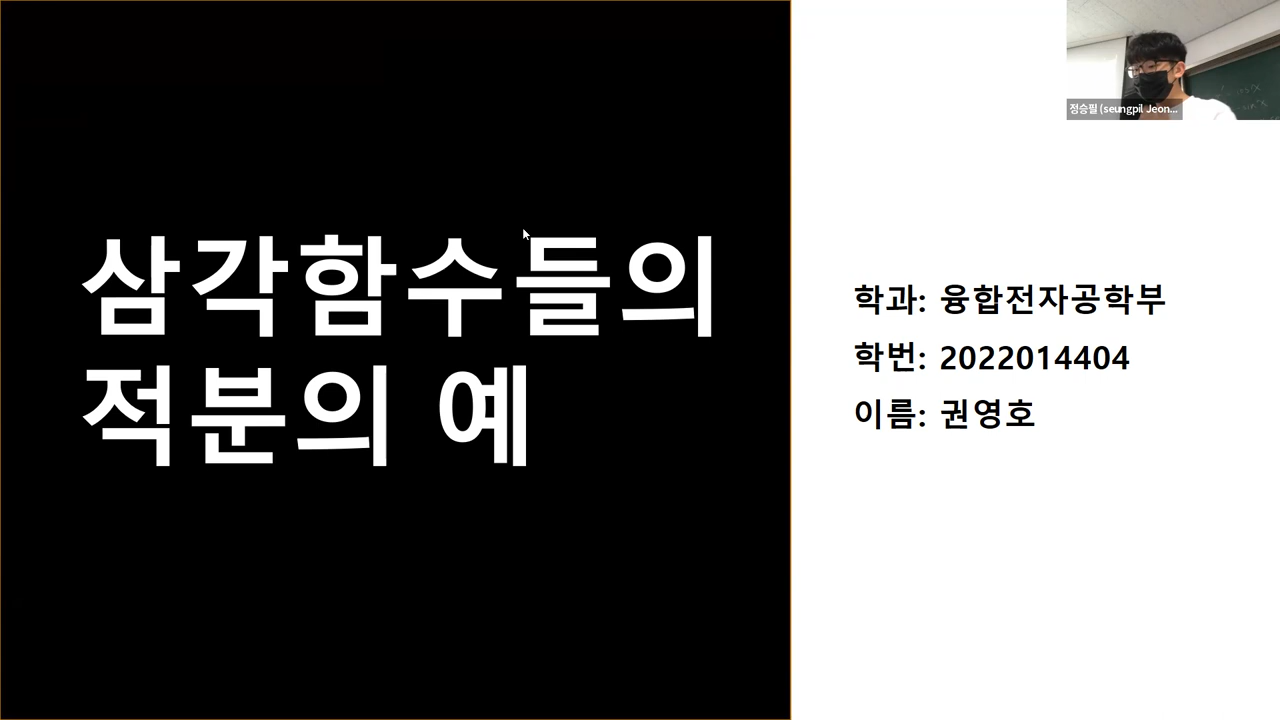 삼각함수들의
적분의 예
정승필 (seungpil Jeon...
학과: 융합전자공학부
학번: 2022014404
이름: 권영호